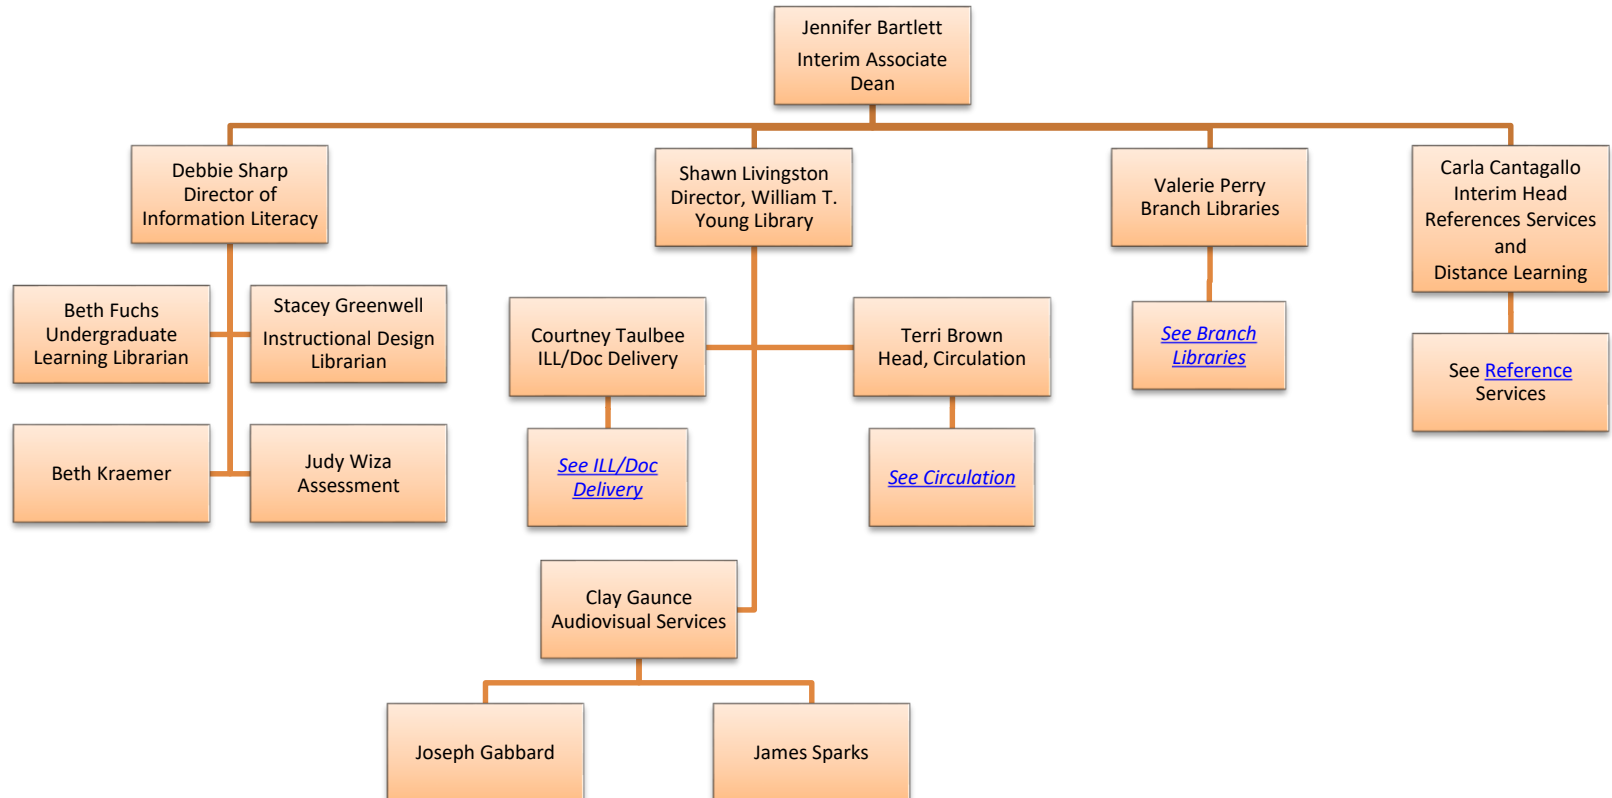 Jennifer Bartlett
Interim Associate
Dean
Debbie Sharp
Director of
Information Literacy
Shawn Livingston
Director, William T.
Young Library
Valerie Perry
Branch Libraries
Carla Cantagallo
Interim Head
References Services
and
Distance Learning
Beth Fuchs
Undergraduate
Learning Librarian
Stacey Greenwell
Instructional Design
Librarian
Courtney Taulbee
ILL/Doc Delivery
Terri Brown
Head, Circulation
See Branch
Libraries
See Reference
Services
Beth Kraemer
Judy Wiza
Assessment
See ILL/Doc
Delivery
See Circulation
Clay Gaunce
Audiovisual Services
Joseph Gabbard
James Sparks